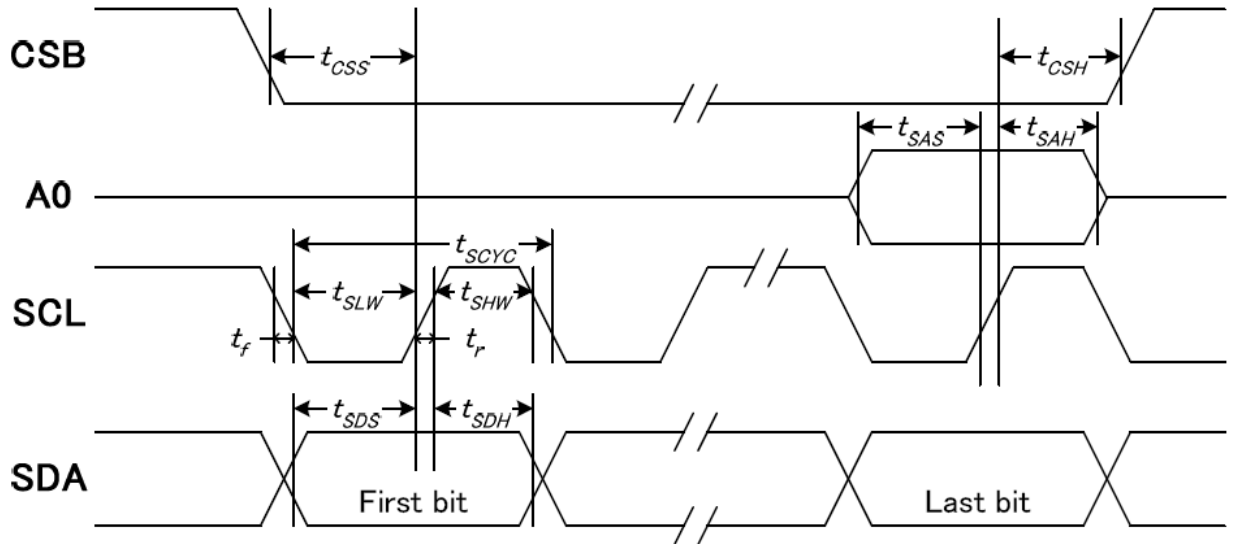 CSB
tCSS
tCSH
tSAS
tSAH
A0
tSCYC
SCL
tSLW
tSHW
tf
tr
tSDS
tSDH
SDA
First bit
Last bit